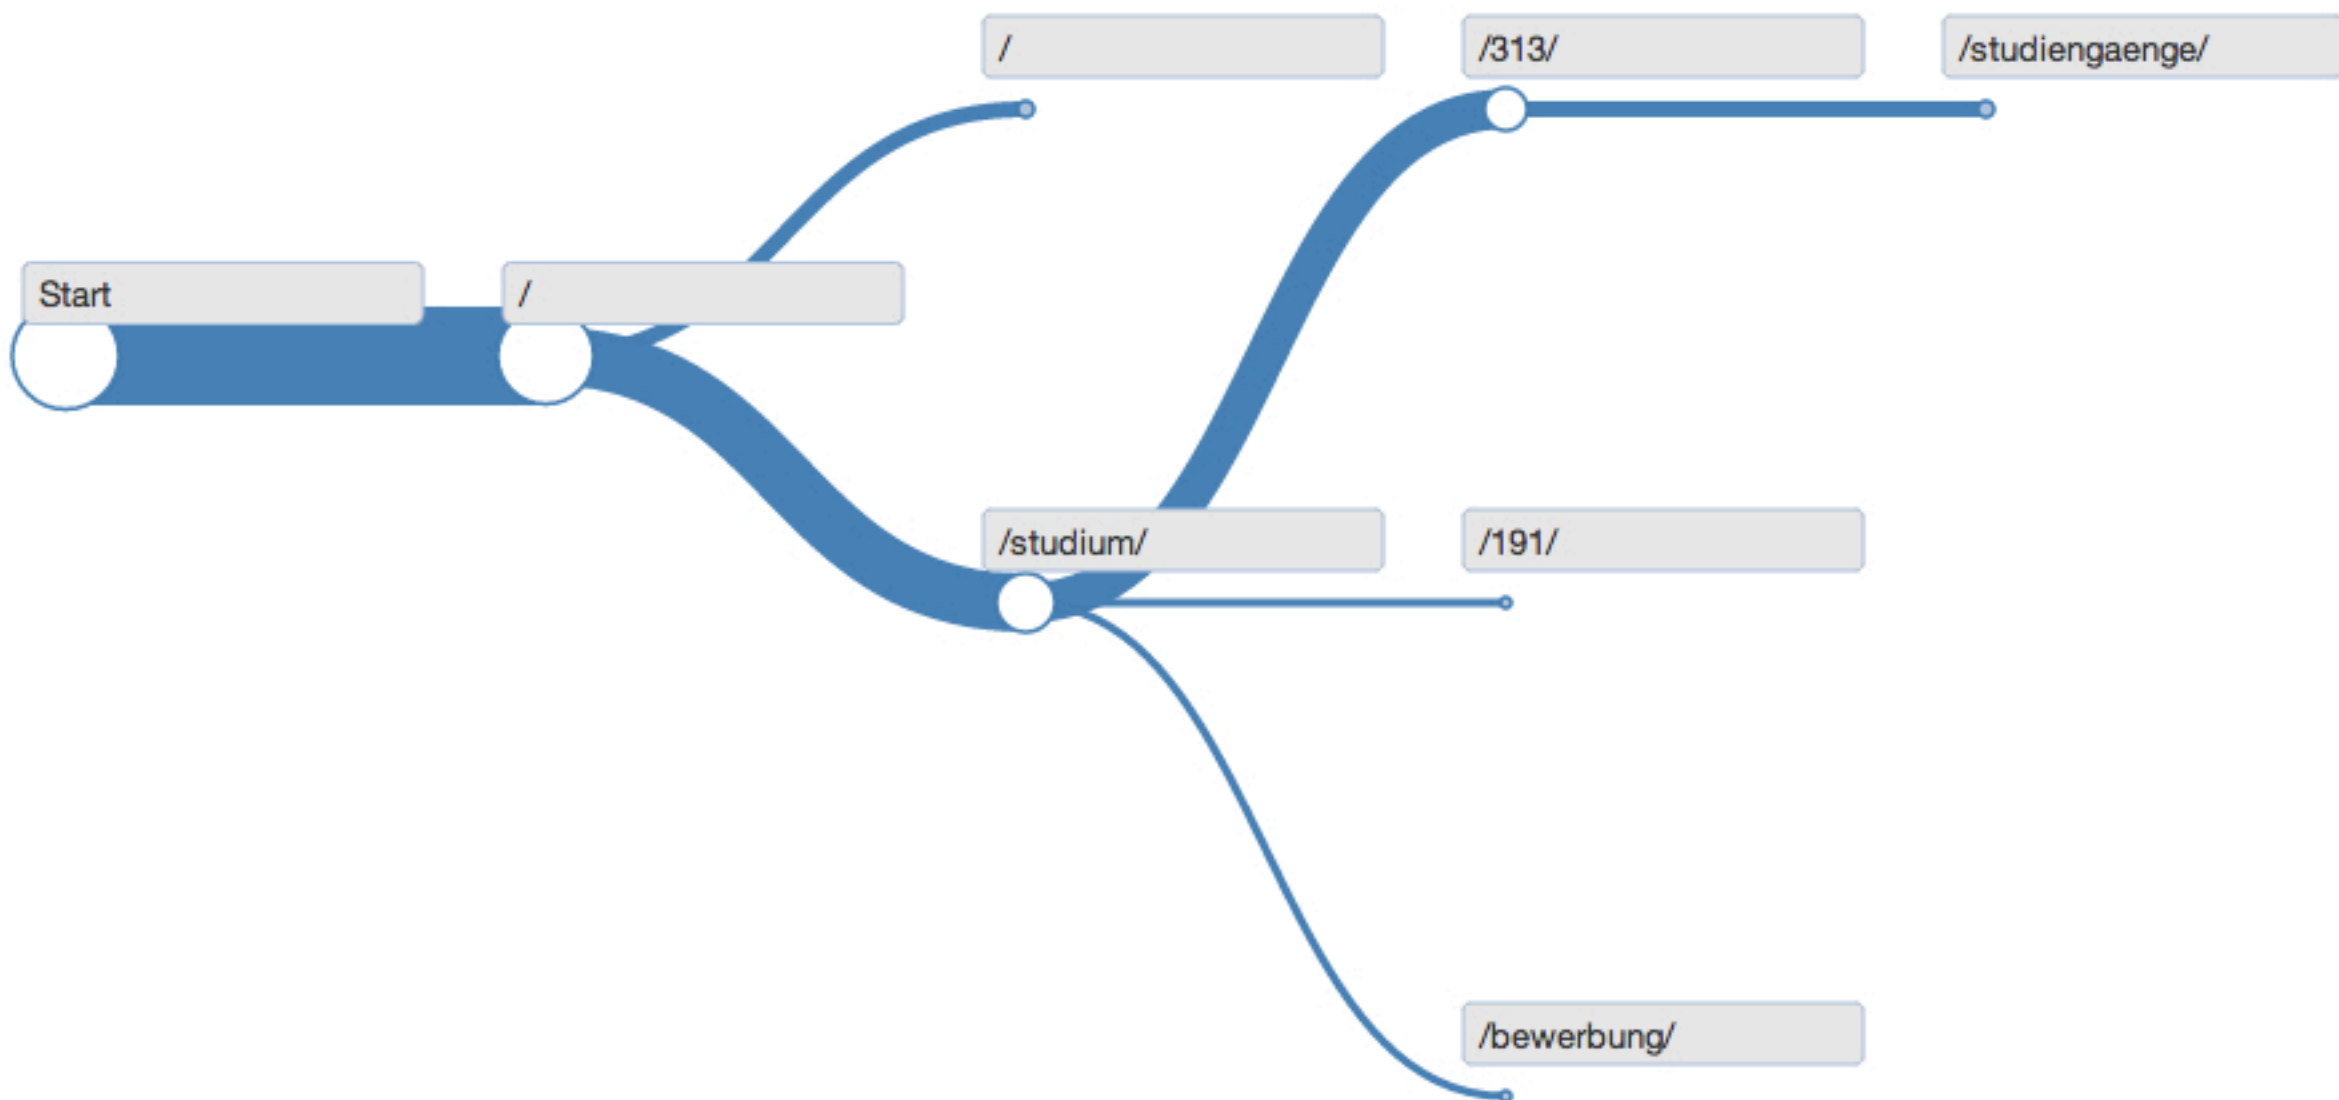 /
/313/
/studiengaenge/
Start
/
/studium/
/191/
/bewerbung/